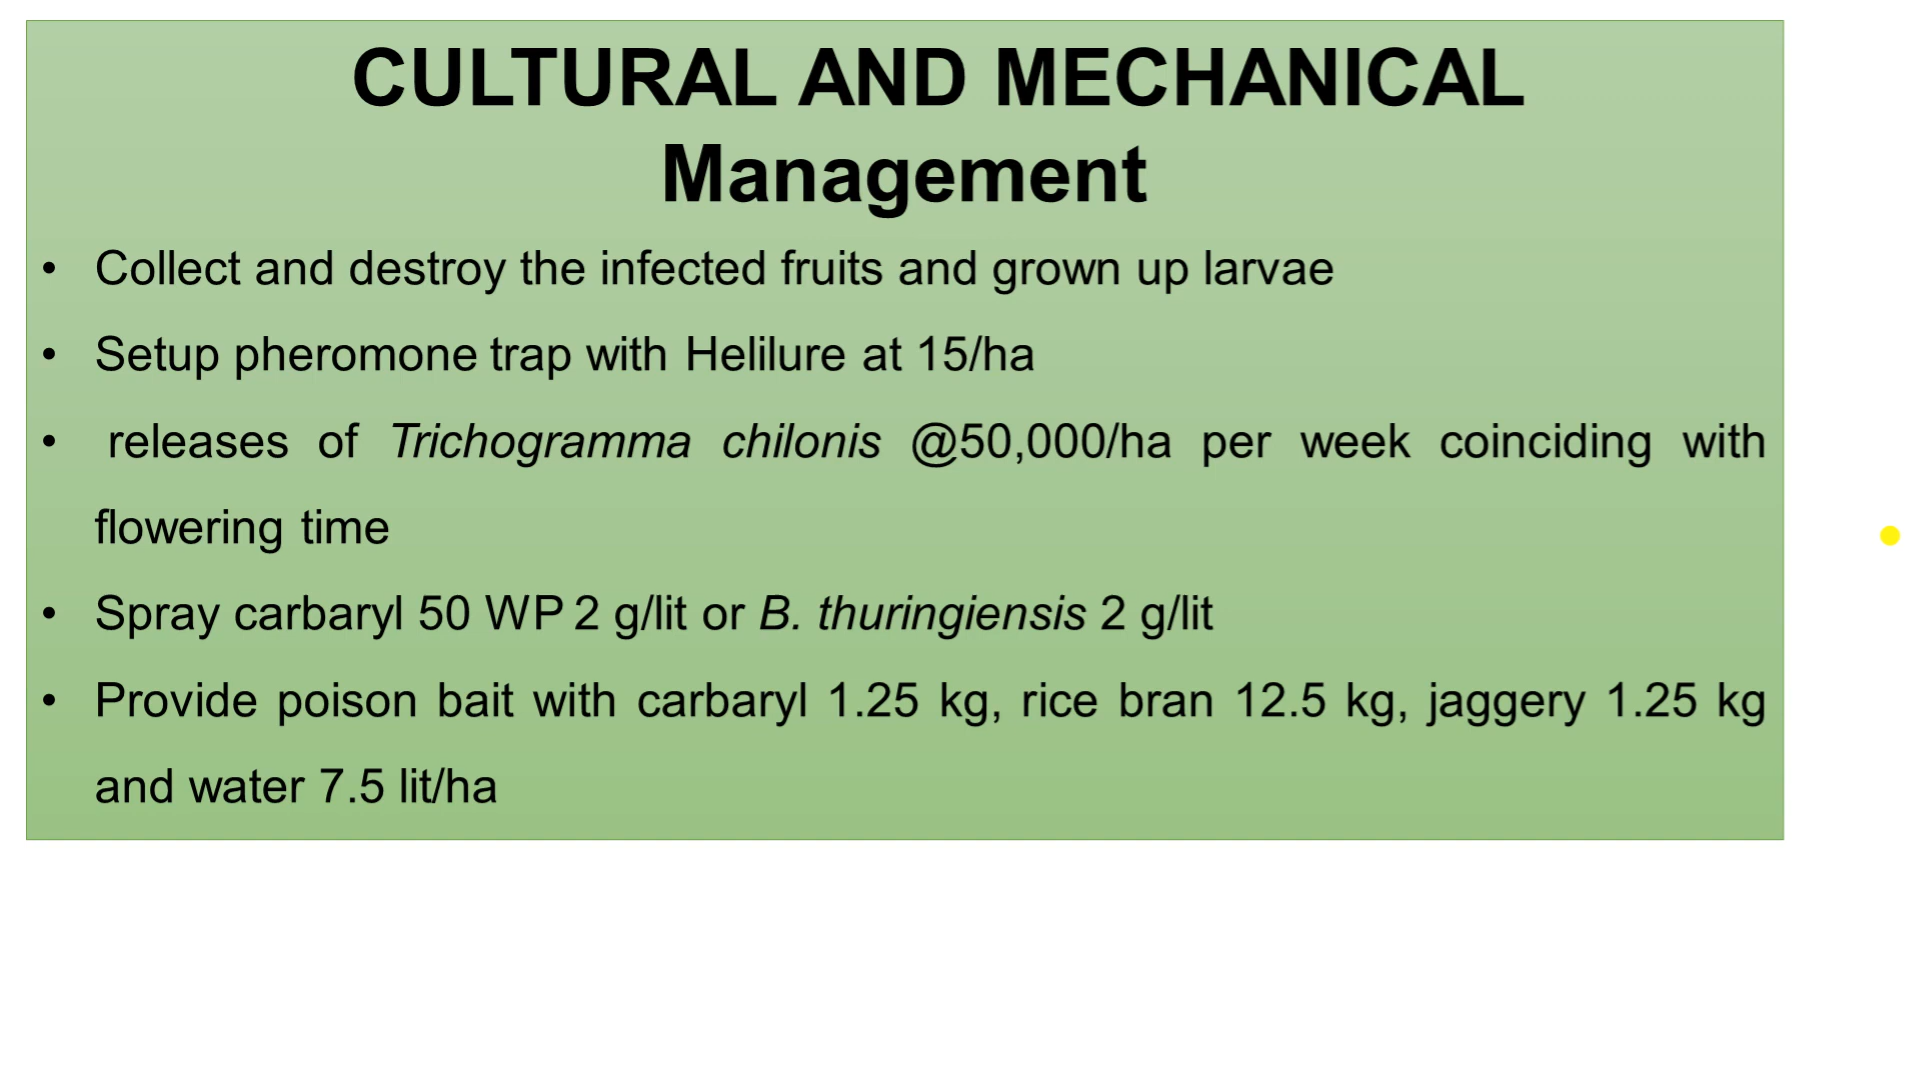 CULTURAL AND MECHANICAL
Management
• Collect and destroy the infected fruits and grown up larvae
• Setup pheromone trap with Helilure at 15/ha
• releases of Trichogramma chilonis @50,000/ha per week coinciding with
flowering time
• Spray carbaryl 50 WP 2 g/lit or B. thuringiensis 2 g/lit
• Provide poison bait with carbaryl 1.25 kg, rice bran 12.5 kg, jaggery 1.25 kg
and water 7.5 lit/ha